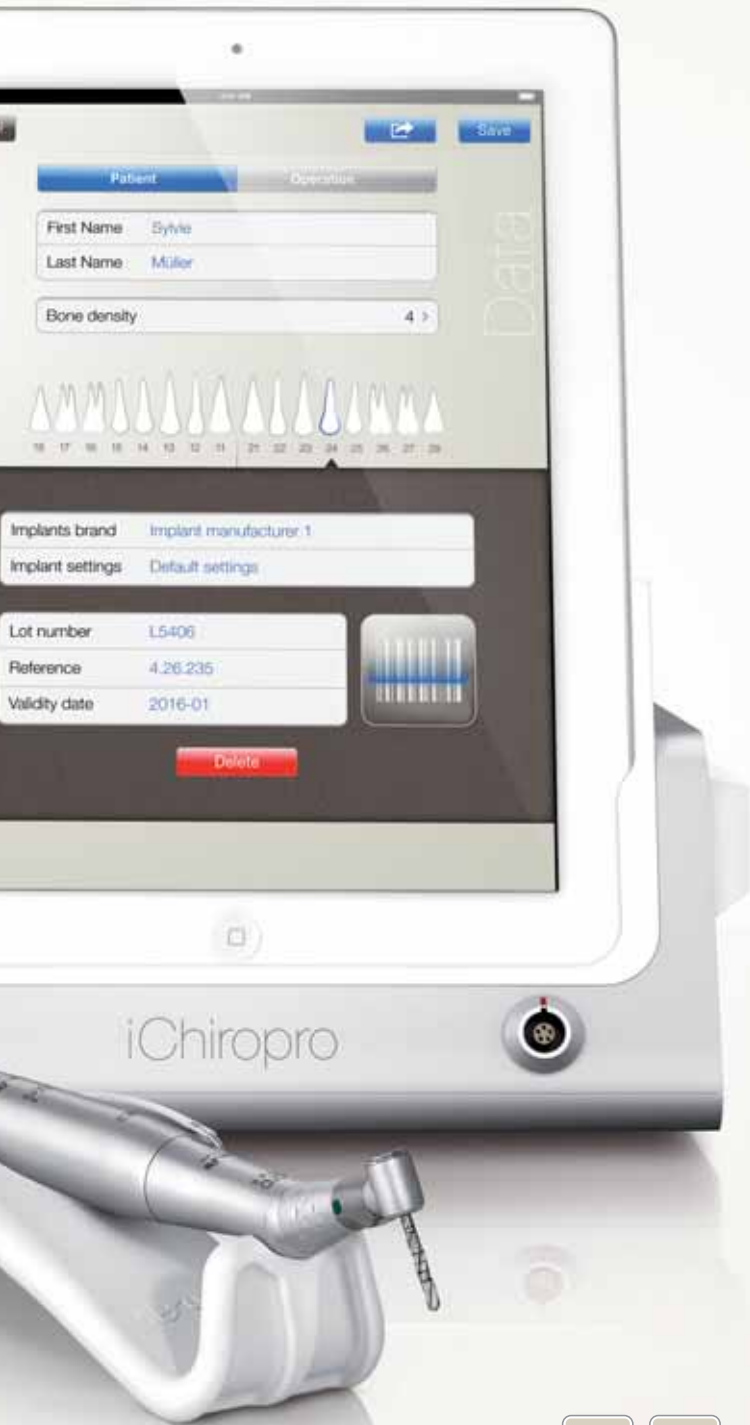 Save
Patient Operation
First Name Sylvie
Last Name Müller
Data
Bone density 4 >
18 17 16 15 14 13 12 11 21 22 23 24 25 26 27 28
Implants brand Implant manufacturer 1
Implant settings Default settings
Lot number L5406
Reference 4.26.235
Validity date 2016-01
Delete
iChiropro